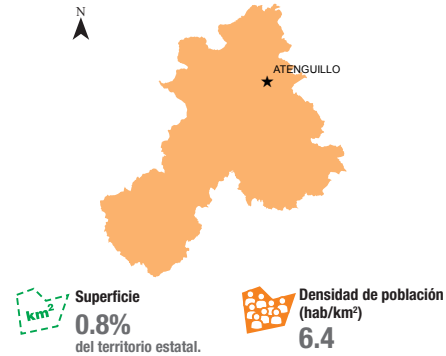 N
ATENGUILLO
km²
Superficie
0.8%
del territorio estatal.
Densidad de población
(hab/km²)
6.4